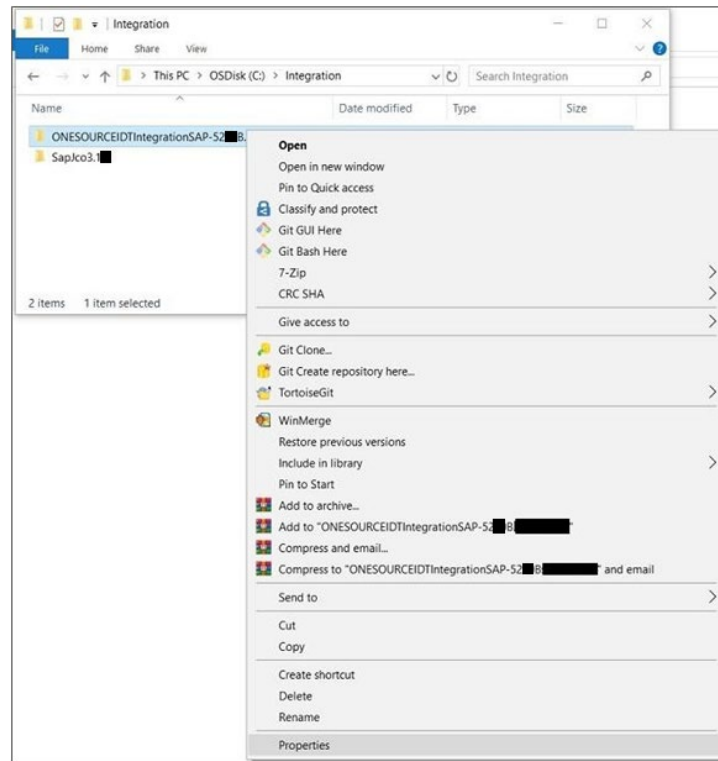 Integration
File Home Share View
This PC > OSDisk (C:) > Integration
Search Integration
Name Date modified Type Size
ONESOURCEIDTIntegrationSAP-52
SapJco3.1
2 items 1 item selected
Open
Open in new window
Pin to Quick access
Classify and protect
Git GUI Here
Git Bash Here
7-Zip
CRC SHA
Give access to
Git Clone...
Git Create repository here...
TortoiseGit
WinMerge
Restore previous versions
Include in library
Pin to Start
Add to archive...
Add to "ONESOURCEIDTIntegrationSAP-52 "
Compress and email...
Compress to "ONESOURCEIDTIntegrationSAP-52 " and email
Send to
Cut
Copy
Create shortcut
Delete
Rename
Properties